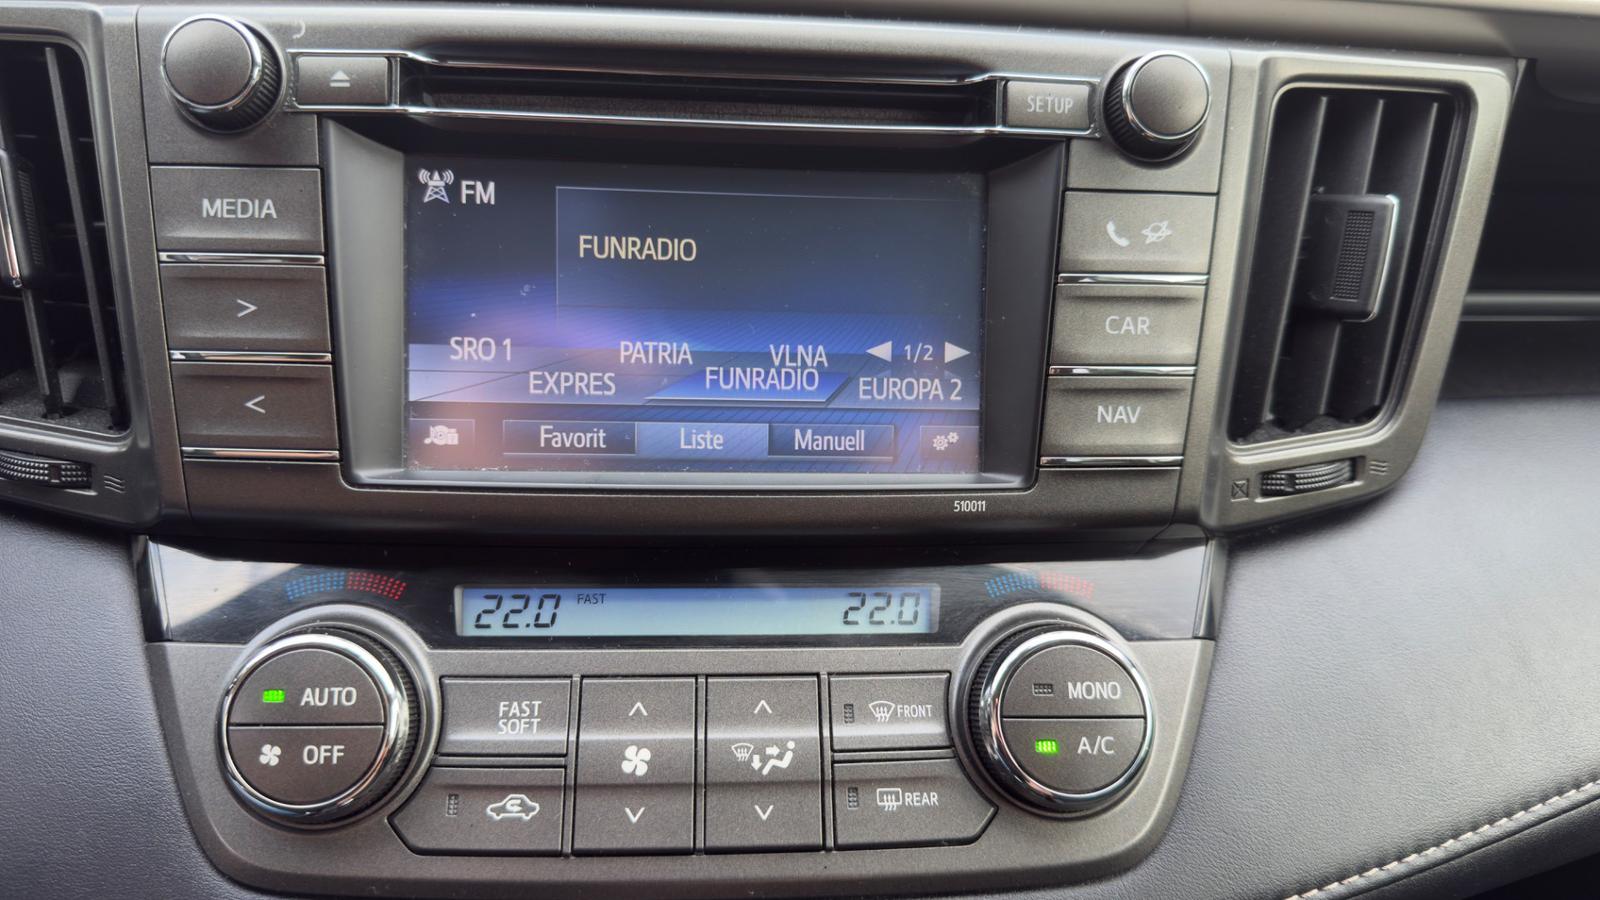 SETUP
MEDIA
FM
FUNRADIO
>
<
CAR
NAV
SRO 1 PATRIA VLNA 1/2
EXPRES FUNRADIO EUROPA 2
Favorit Liste Manuell
510011
22.0 FAST 22.0
AUTO
OFF
FAST
SOFT
FRONT
REAR
MONO
A/C